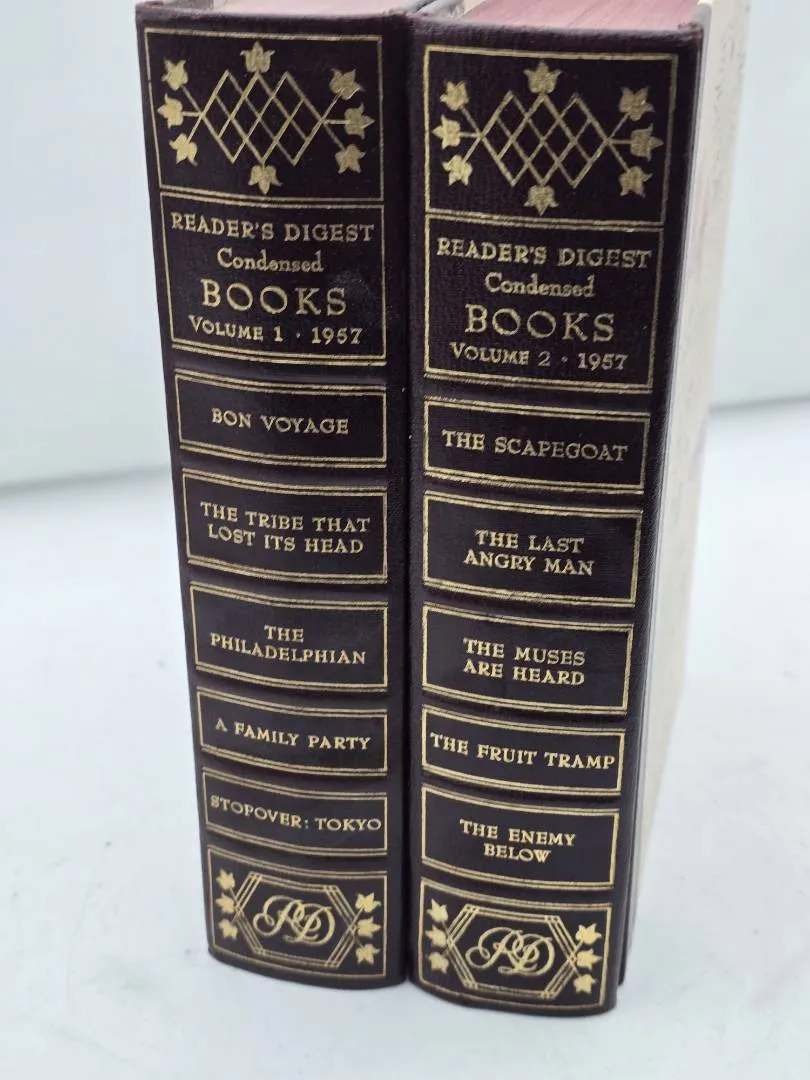 READER'S DIGEST
Condensed
BOOKS
VOLUME 1 · 1957
BON VOYAGE
THE TRIBE THAT
LOST ITS HEAD
THE
PHILADELPHIAN
A FAMILY PARTY
STOPOVER: TOKYO
RD
READER'S DIGEST
Condensed
BOOKS
VOLUME 2 · 1957
THE SCAPEGOAT
THE LAST
ANGRY MAN
THE MUSES
ARE HEARD
THE FRUIT TRAMP
THE ENEMY
BELOW
RD